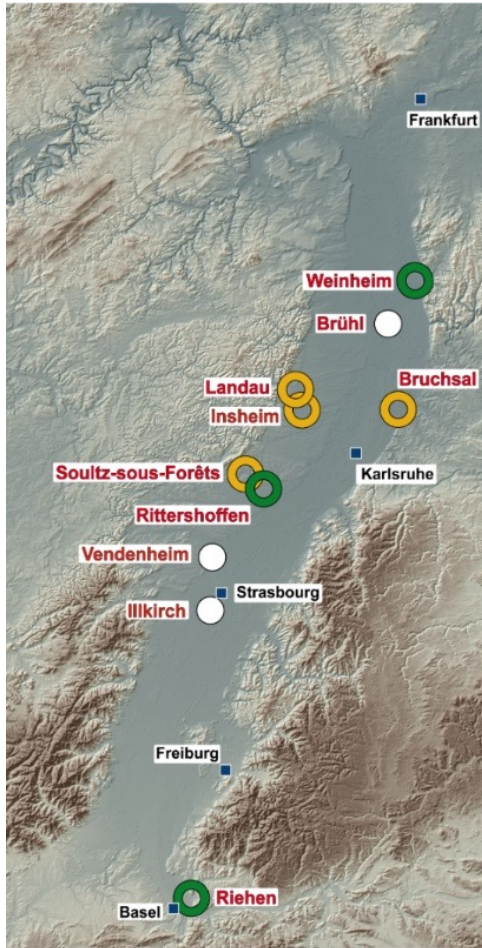 Frankfurt
Weinheim
Brühl
Landau
Bruchsal
Insheim
Karlsruhe
Soultz-sous-Forêts
Rittershoffen
Vendenheim
Strasbourg
Illkirch
Freiburg
Riehen
Basel